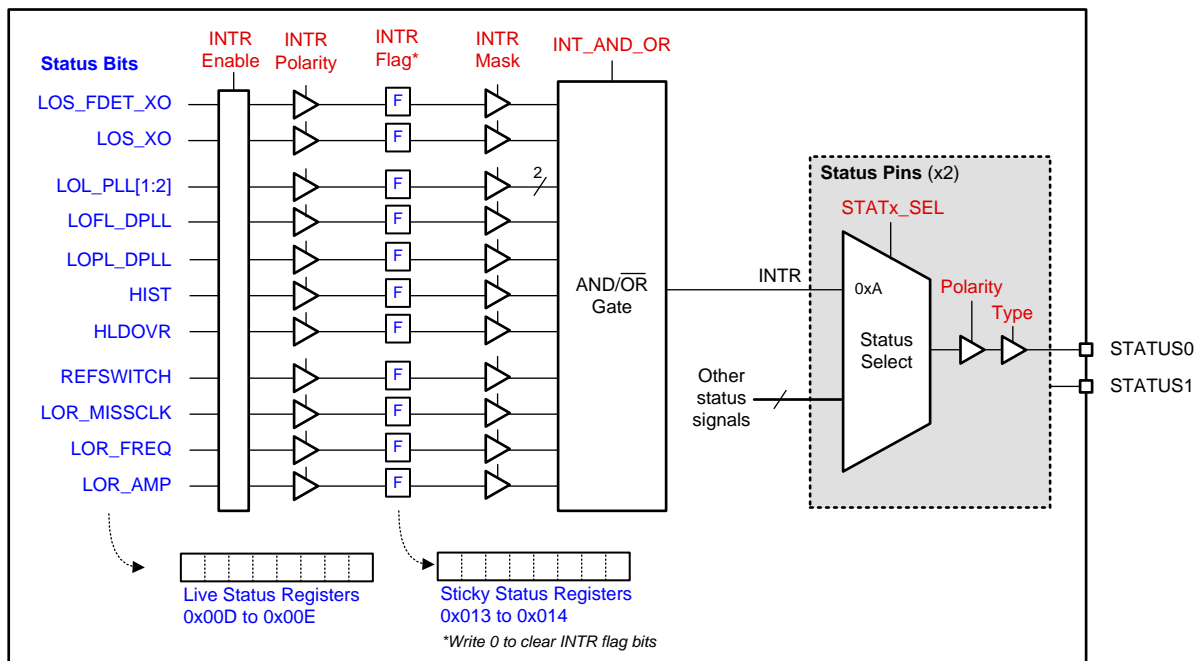 INTR
Enable
INTR
Polarity
INTR
Flag*
INTR
Mask
INT_AND_OR
Status Bits
LOS_FDET_XO
F
LOS_XO
F
LOL_PLL[1:2]
F
2
LOFL_DPLL
F
LOPL_DPLL
F
HIST
F
HLDOVR
F
REFSWITCH
F
LOR_MISSCLK
F
LOR_FREQ
F
LOR_AMP
F
AND/OR
Gate
INTR
Status Pins (x2)
STATx_SEL
0xA
Status
Select
Polarity
Type
Other
status
signals
STATUS0
STATUS1
Live Status Registers
0x00D to 0x00E
Sticky Status Registers
0x013 to 0x014
*Write 0 to clear INTR flag bits